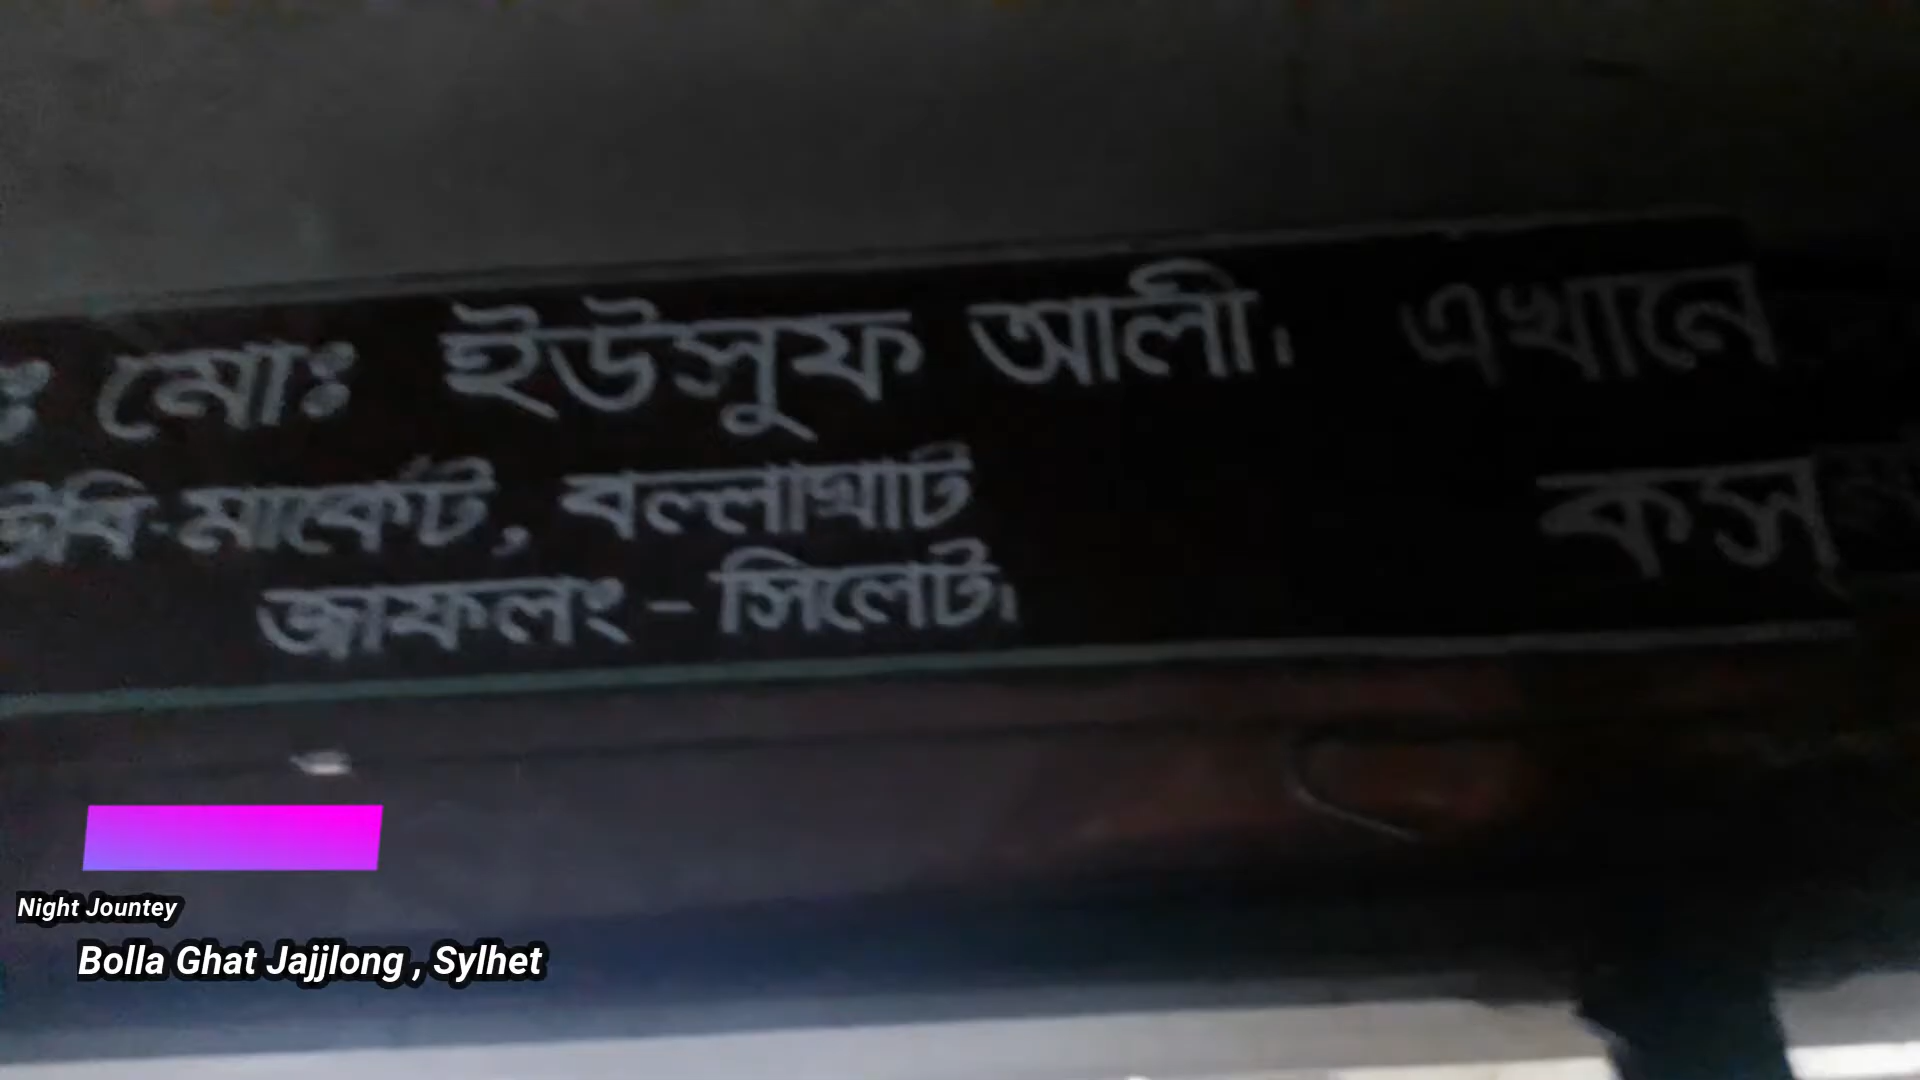 মোঃ ইউসুফ আলী। এখানে
মার্কেট, বল্লাঘাট
জাফলং - সিলেট।
Night Jountey
Bolla Ghat Jajjlong , Sylhet